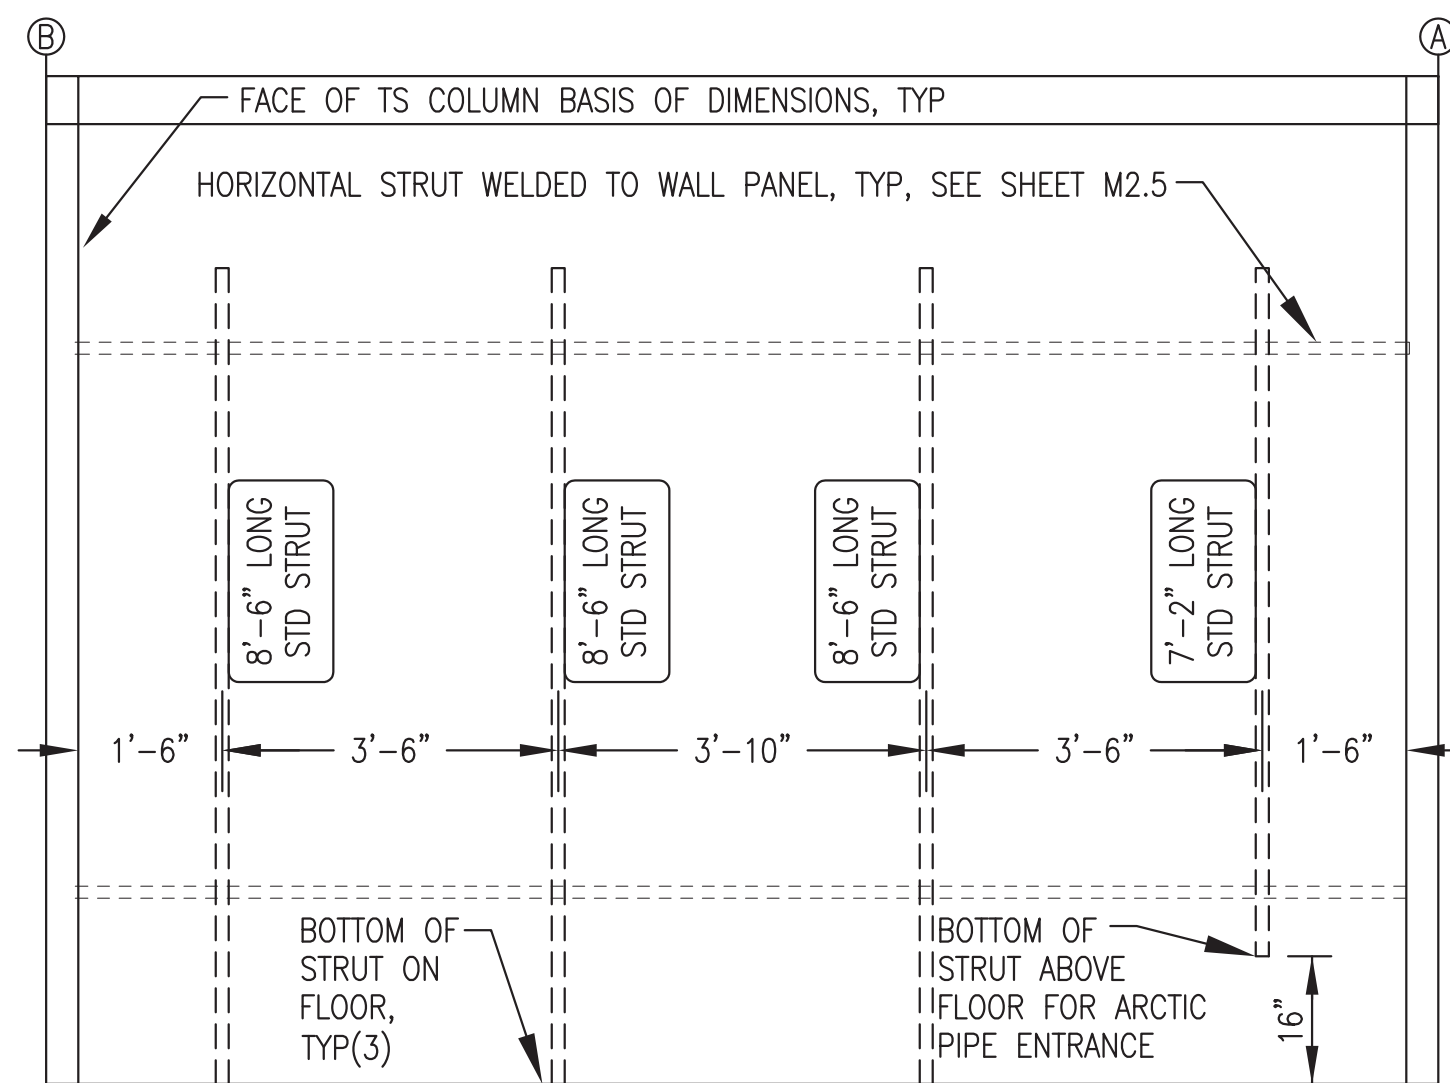 B
A
FACE OF TS COLUMN BASIS OF DIMENSIONS, TYP
HORIZONTAL STRUT WELDED TO WALL PANEL, TYP, SEE SHEET M2.5
8'-6" LONG
STD STRUT
8'-6" LONG
STD STRUT
8'-6" LONG
STD STRUT
7'-2" LONG
STD STRUT
1'-6"
3'-6"
3'-10"
3'-6"
1'-6"
BOTTOM OF
STRUT ON
FLOOR,
TYP(3)
BOTTOM OF
STRUT ABOVE
FLOOR FOR ARCTIC
PIPE ENTRANCE
16"